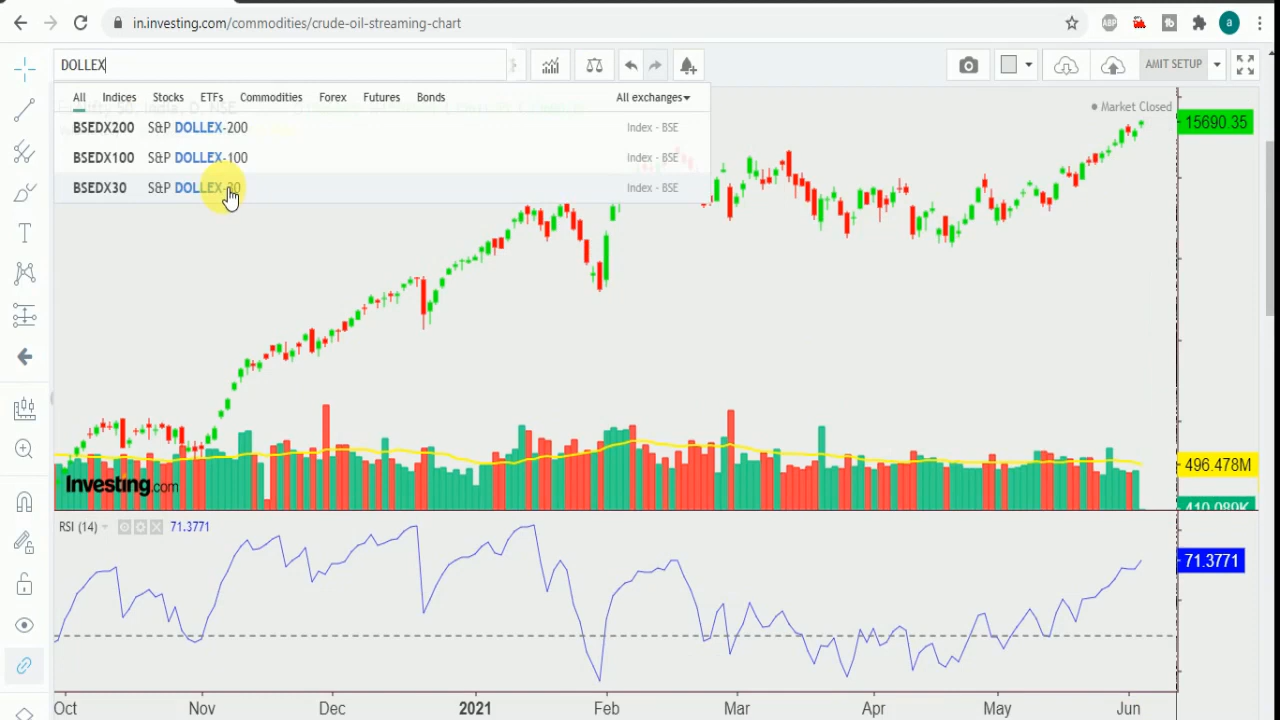 in.investing.com/commodities/crude-oil-streaming-chart
ABP
a
DOLLEX
AMIT SETUP
All Indices Stocks ETFs Commodities Forex Futures Bonds All exchanges
Market Closed
15690.35
BSEDX200 S&P DOLLEX-200 Index - BSE
BSEDX100 S&P DOLLEX-100 Index - BSE
BSEDX30 S&P DOLLEX-30 Index - BSE
496.478M
Investing.com
410.089K
RSI (14) 71.3771
71.3771
Oct Nov Dec 2021 Feb Mar Apr May Jun